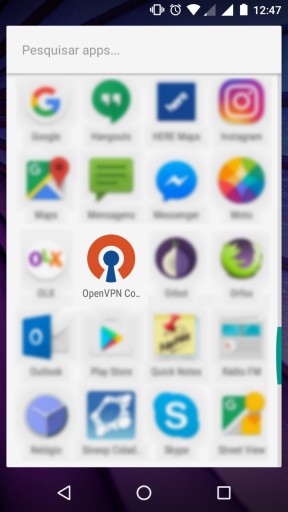 12:47
Pesquisar apps...
Google Hangouts HERE Maps Instagram
Maps Mensagens Messenger Moto
OLX OpenVPN Co... Orbot Orfox
Outlook Play Store Quick Notes Rádio FM
Relógio Sinesp Cidad... Skype Street View